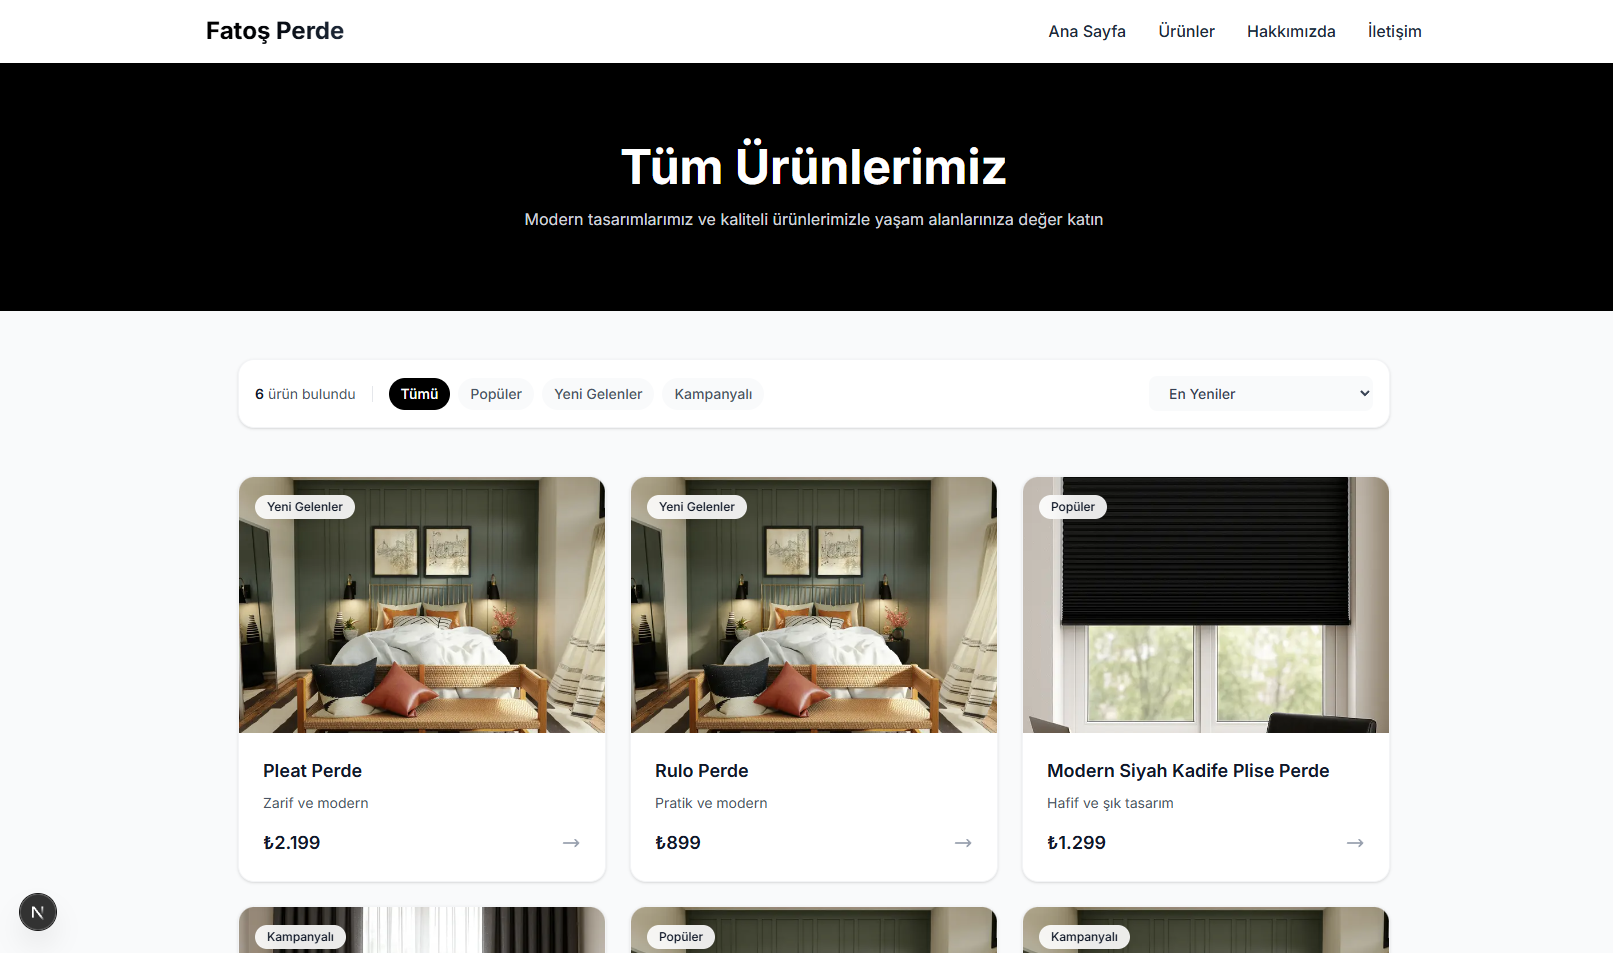 Fatoş Perde
Ana Sayfa
Ürünler
Hakkımızda
İletişim
Tüm Ürünlerimiz
Modern tasarımlarımız ve kaliteli ürünlerimizle yaşam alanlarınıza değer katın
6 ürün bulundu
Tümü
Popüler
Yeni Gelenler
Kampanyalı
En Yeniler
Yeni Gelenler
Pleat Perde
Zarif ve modern
₺2.199
Yeni Gelenler
Rulo Perde
Pratik ve modern
₺899
Popüler
Modern Siyah Kadife Plise Perde
Hafif ve şık tasarım
₺1.299
Kampanyalı
Popüler
Kampanyalı
N